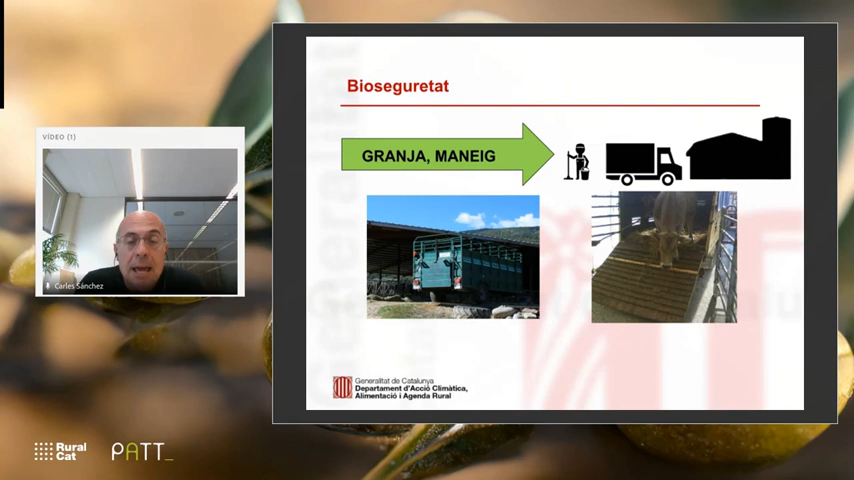 VÍDEO (1)
Carles Sánchez
Bioseguretat
GRANJA, MANEIG
Generalitat de Catalunya
Departament d'Acció Climàtica,
Alimentació i Agenda Rural
Rural
Cat
PATT_